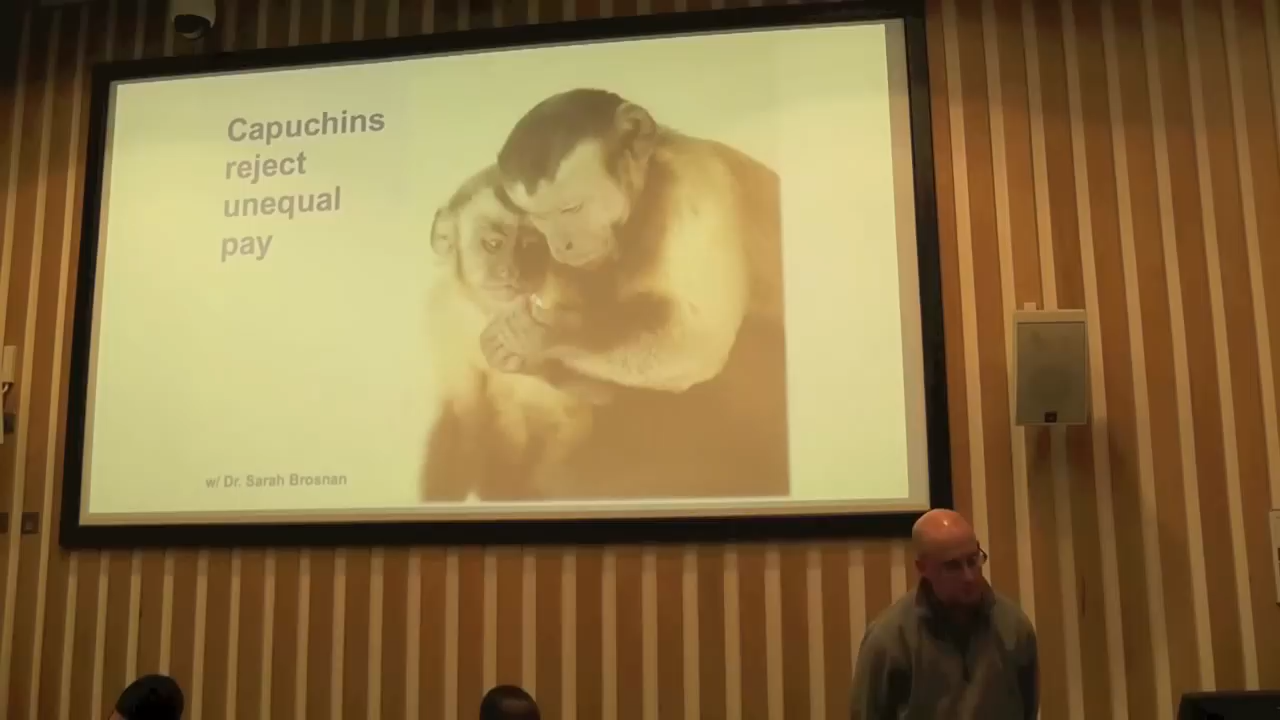 Capuchins
reject
unequal
pay
w/ Dr. Sarah Brosnan